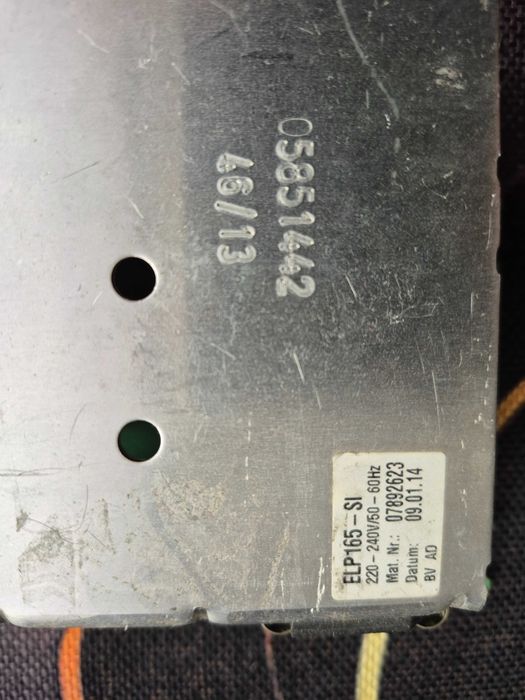 05851442
46/13
ELP165-SI
220-240V/50-60Hz
Mat. Nr.: 07892623
Datum: 09.01.14
BV AD